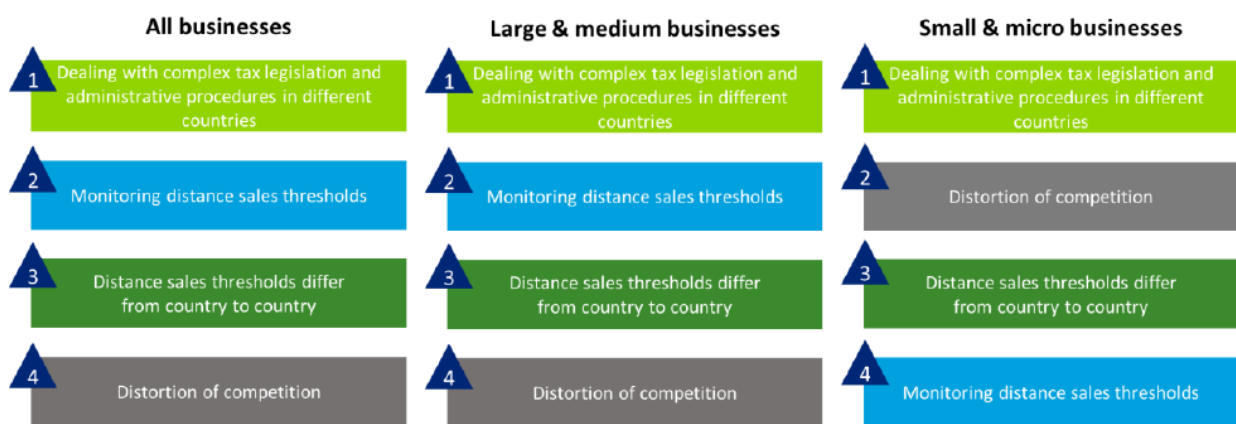 All businesses
1
Dealing with complex tax legislation and
administrative procedures in different
countries
2
Monitoring distance sales thresholds
3
Distance sales thresholds differ
from country to country
4
Distortion of competition
Large & medium businesses
1
Dealing with complex tax legislation and
administrative procedures in different
countries
2
Monitoring distance sales thresholds
3
Distance sales thresholds differ
from country to country
4
Distortion of competition
Small & micro businesses
1
Dealing with complex tax legislation and
administrative procedures in different
countries
2
Distortion of competition
3
Distance sales thresholds differ
from country to country
4
Monitoring distance sales thresholds